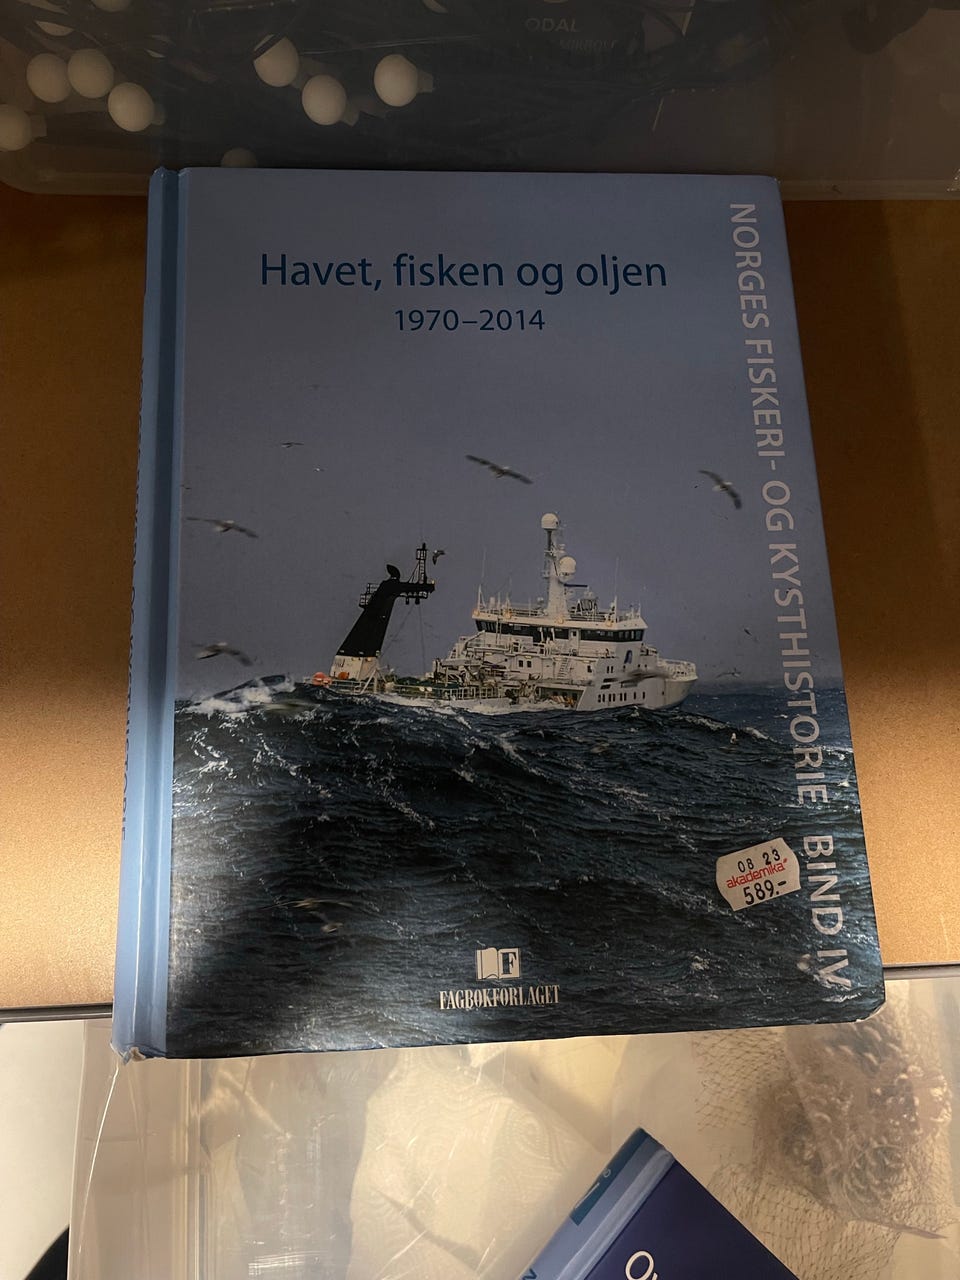 ODAL
Havet, fisken og oljen
1970–2014
NORGES FISKERI- OG KYSTHISTORIE BIND IV
08 23
akademika
589.-
F
FAGBOKFORLAGET